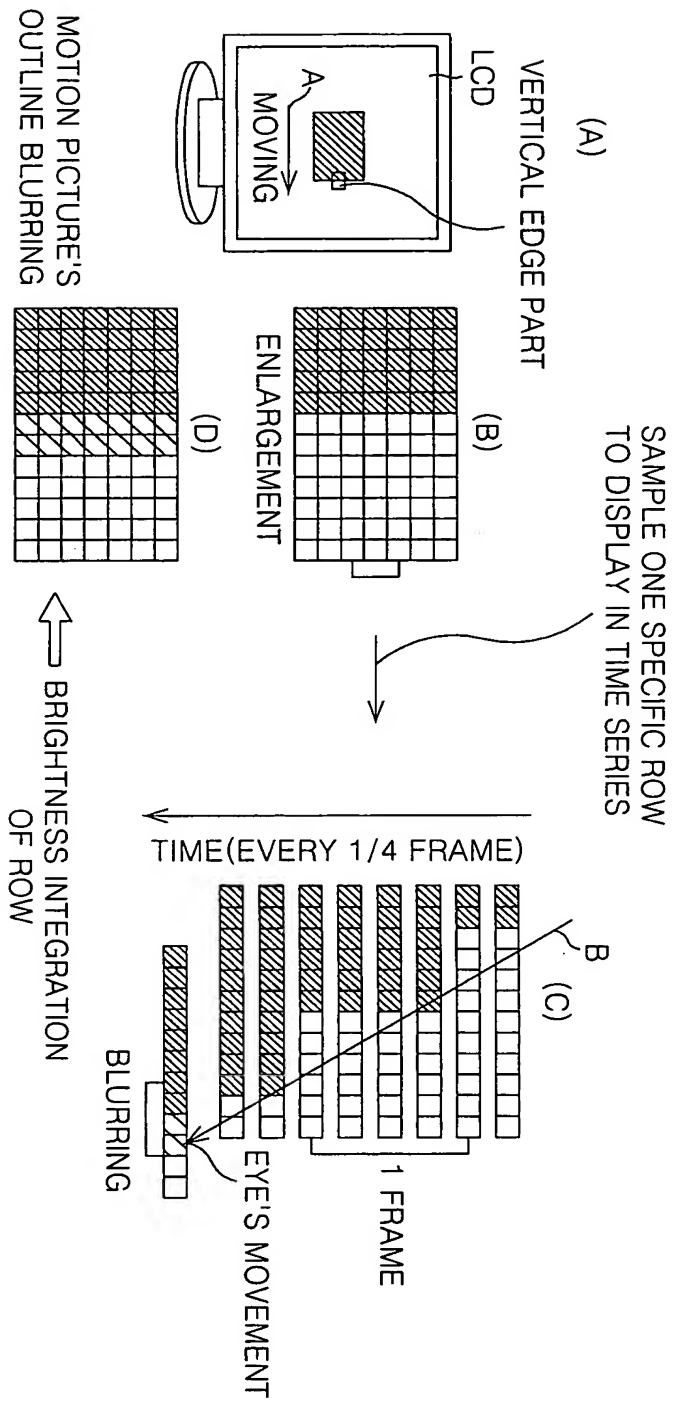 (A)
VERTICAL EDGE PART
LCD
A
MOVING
SAMPLE ONE SPECIFIC ROW
TO DISPLAY IN TIME SERIES
(B)
ENLARGEMENT
B
(C)
TIME(EVERY 1/4 FRAME)
1 FRAME
EYE'S MOVEMENT
BLURRING
(D)
MOTION PICTURE'S
OUTLINE BLURRING
BRIGHTNESS INTEGRATION
OF ROW